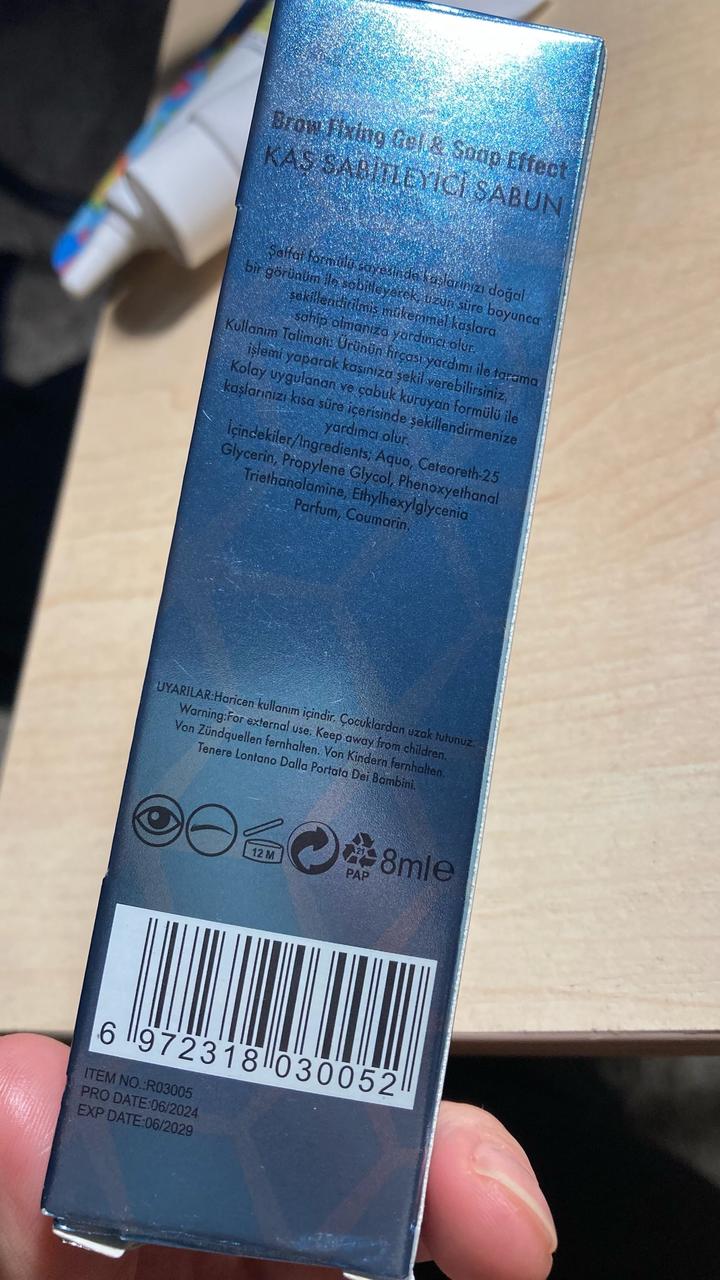 Brow Fixing Gel & Soap Effect
KAŞ SABİTLEYİCİ SABUN
Şeffaf formülü sayesinde kaşlarınızı doğal
bir görünüm ile sabitleyerek, uzun süre boyunca
şekillendirilmiş mükemmel kaşlara
sahip olmanıza yardımcı olur.
Kullanım Talimatı: Ürünün fırçası yardımı ile tarama
işlemi yaparak kaşınıza şekil verebilirsiniz,
Kolay uygulanan ve çabuk kuruyan formülü ile
kaşlarınızı kısa süre içerisinde şekillendirmenize
yardımcı olur.
İçindekiler/Ingredients; Aquo, Ceteoreth-25
Glycerin, Propylene Glycol, Phenoxyethanal
Triethanolamine, Ethylhexylglycenia
Parfum, Coumarin.
UYARILAR:Haricen kullanım içindir. Çocuklardan uzak tutunuz.
Warning:For external use. Keep away from children.
Von Zündquellen fernhalten. Von Kindern fernhalten.
Tenere Lontano Dalla Portata Dei Bambini.
12 M
21
PAP
8ml℮
6 972318 030052
ITEM NO.:R03005
PRO DATE:06/2024
EXP DATE:06/2029